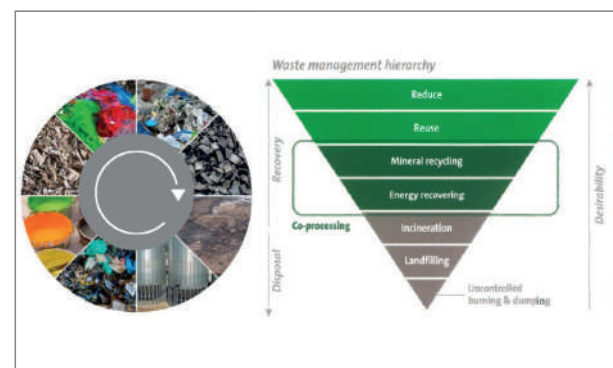 Waste management hierarchy
Reduce
Reuse
Recovery
Mineral recycling
Energy recovering
Desirability
Co-processing
Incineration
Disposal
Landfilling
Uncontrolled
burning & dumping